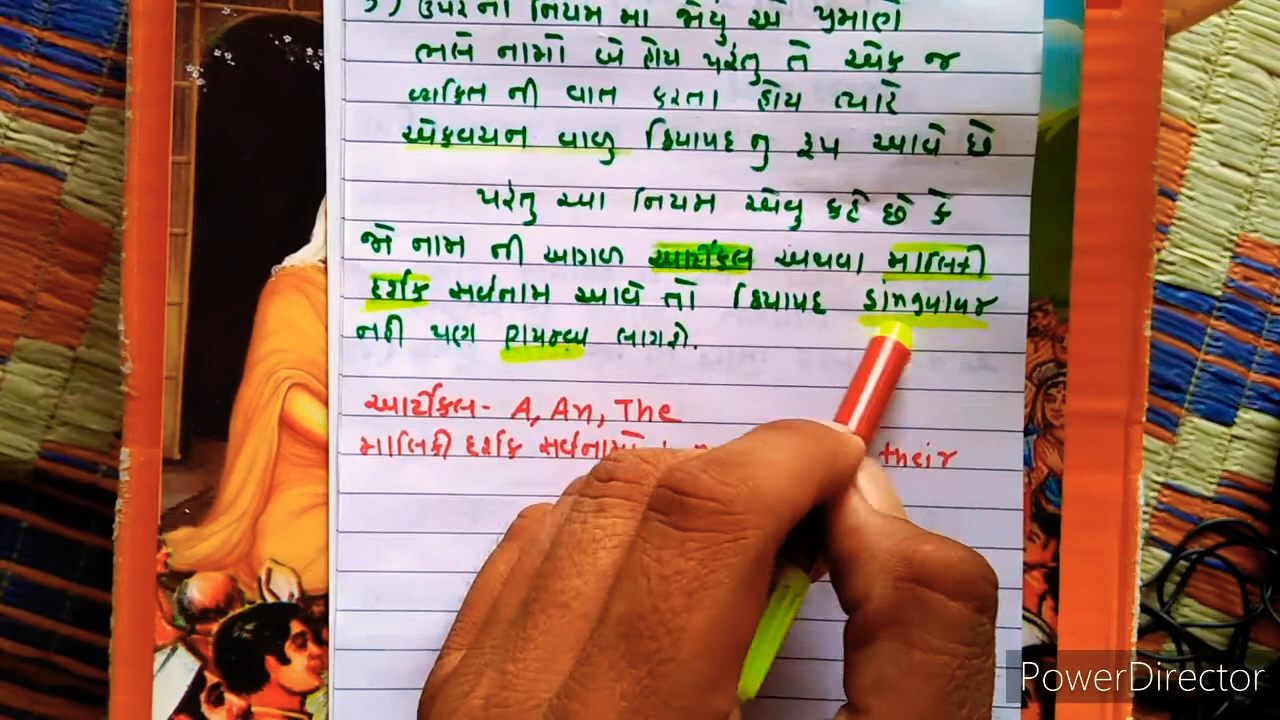 3) ઉપર ના નિયમ મા જોયુ એ પ્રમાણે
ભલે નામો બે હોય પરંતુ તે એક જ
વ્યકિત ની વાત કરતા હોય ત્યારે
એકવચન વાળુ ક્રિયાપદ નુ રૂપ આવે છે
પરંતુ આ નિયમ એવુ કહે છે કે
જો નામ ની આગળ આર્ટીકલ અથવા માલિકી
દર્શક સર્વનામ આવે તો ક્રિયાપદ singular
નહી પણ લાગશે.
આર્ટીકલ- A, An, The
માલિકી દર્શક સર્વનામો their
PowerDirector